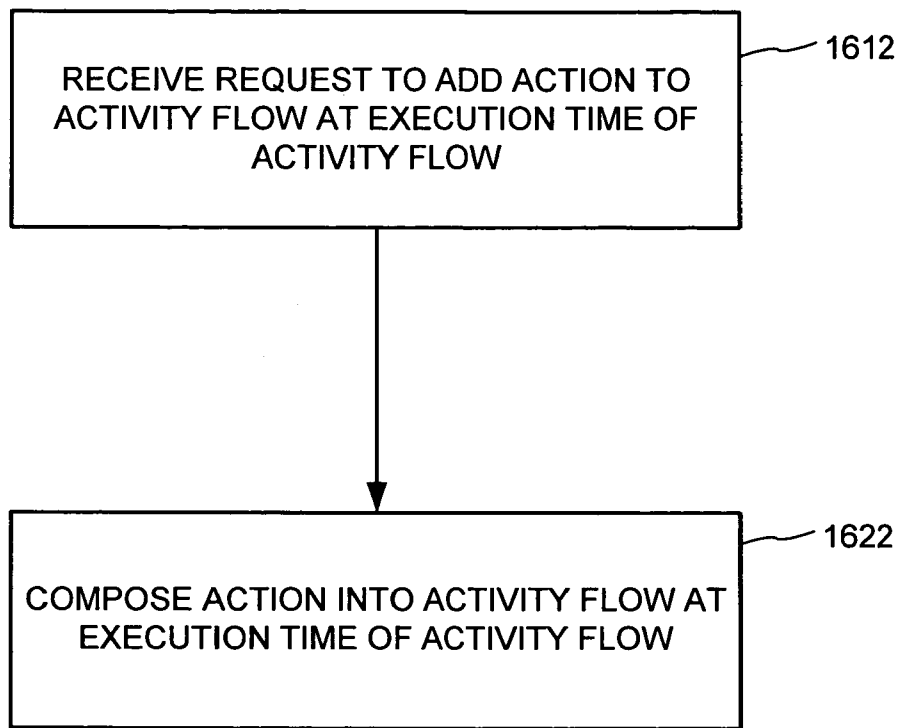 RECEIVE REQUEST TO ADD ACTION TO
ACTIVITY FLOW AT EXECUTION TIME OF
ACTIVITY FLOW
1612
COMPOSE ACTION INTO ACTIVITY FLOW AT
EXECUTION TIME OF ACTIVITY FLOW
1622